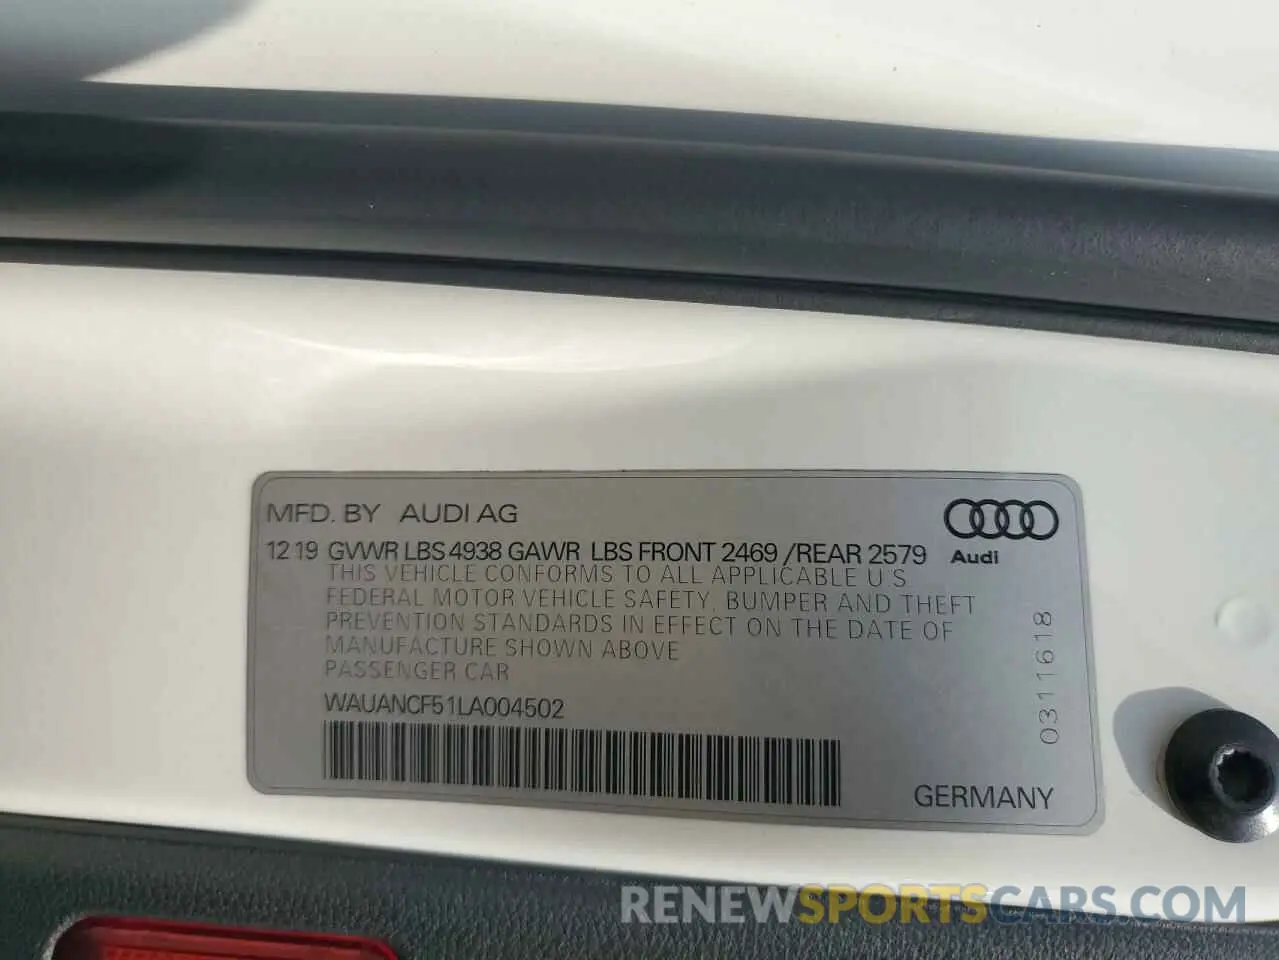 MFD. BY AUDI AG
Audi
12 19 GVWR LBS 4938 GAWR LBS FRONT 2469 /REAR 2579
THIS VEHICLE CONFORMS TO ALL APPLICABLE U S
FEDERAL MOTOR VEHICLE SAFETY, BUMPER AND THEFT
PREVENTION STANDARDS IN EFFECT ON THE DATE OF
MANUFACTURE SHOWN ABOVE
PASSENGER CAR
WAUANCF51LA004502
0311618
GERMANY
RENEWSPORTSCARS.COM